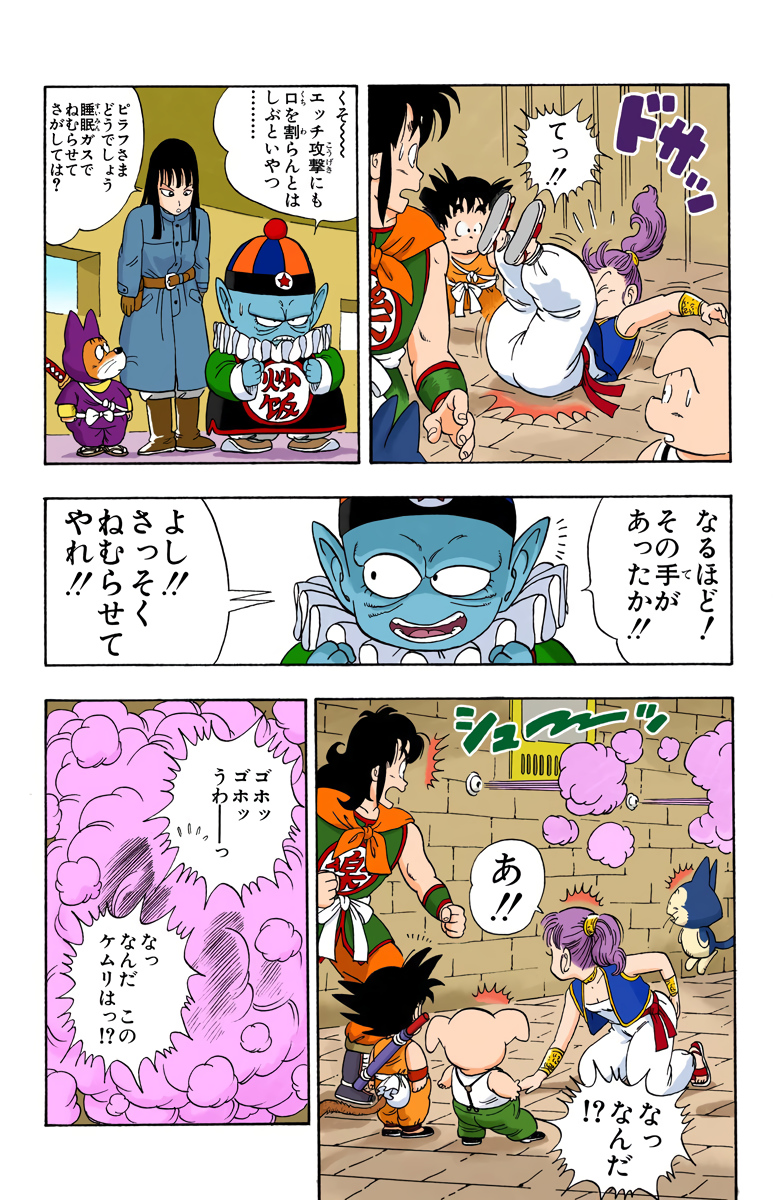 ドサッ
てっ!!
くそ~~~
エッチ攻撃にも
口を割らんとは
しぶといやつ
…………
ピラフさま
どうでしょう
睡眠ガスで
ねむらせて
さがしては?
炒
飯
なるほど!
その手が
あったか!!
よし!!
さっそく
ねむらせて
やれ!!
シューーッ
あ!!
なっ
なんだ
!?
ゴホッ
ゴホッ
うわーーっ
なっ
なんだ この
ケムリはっ!?